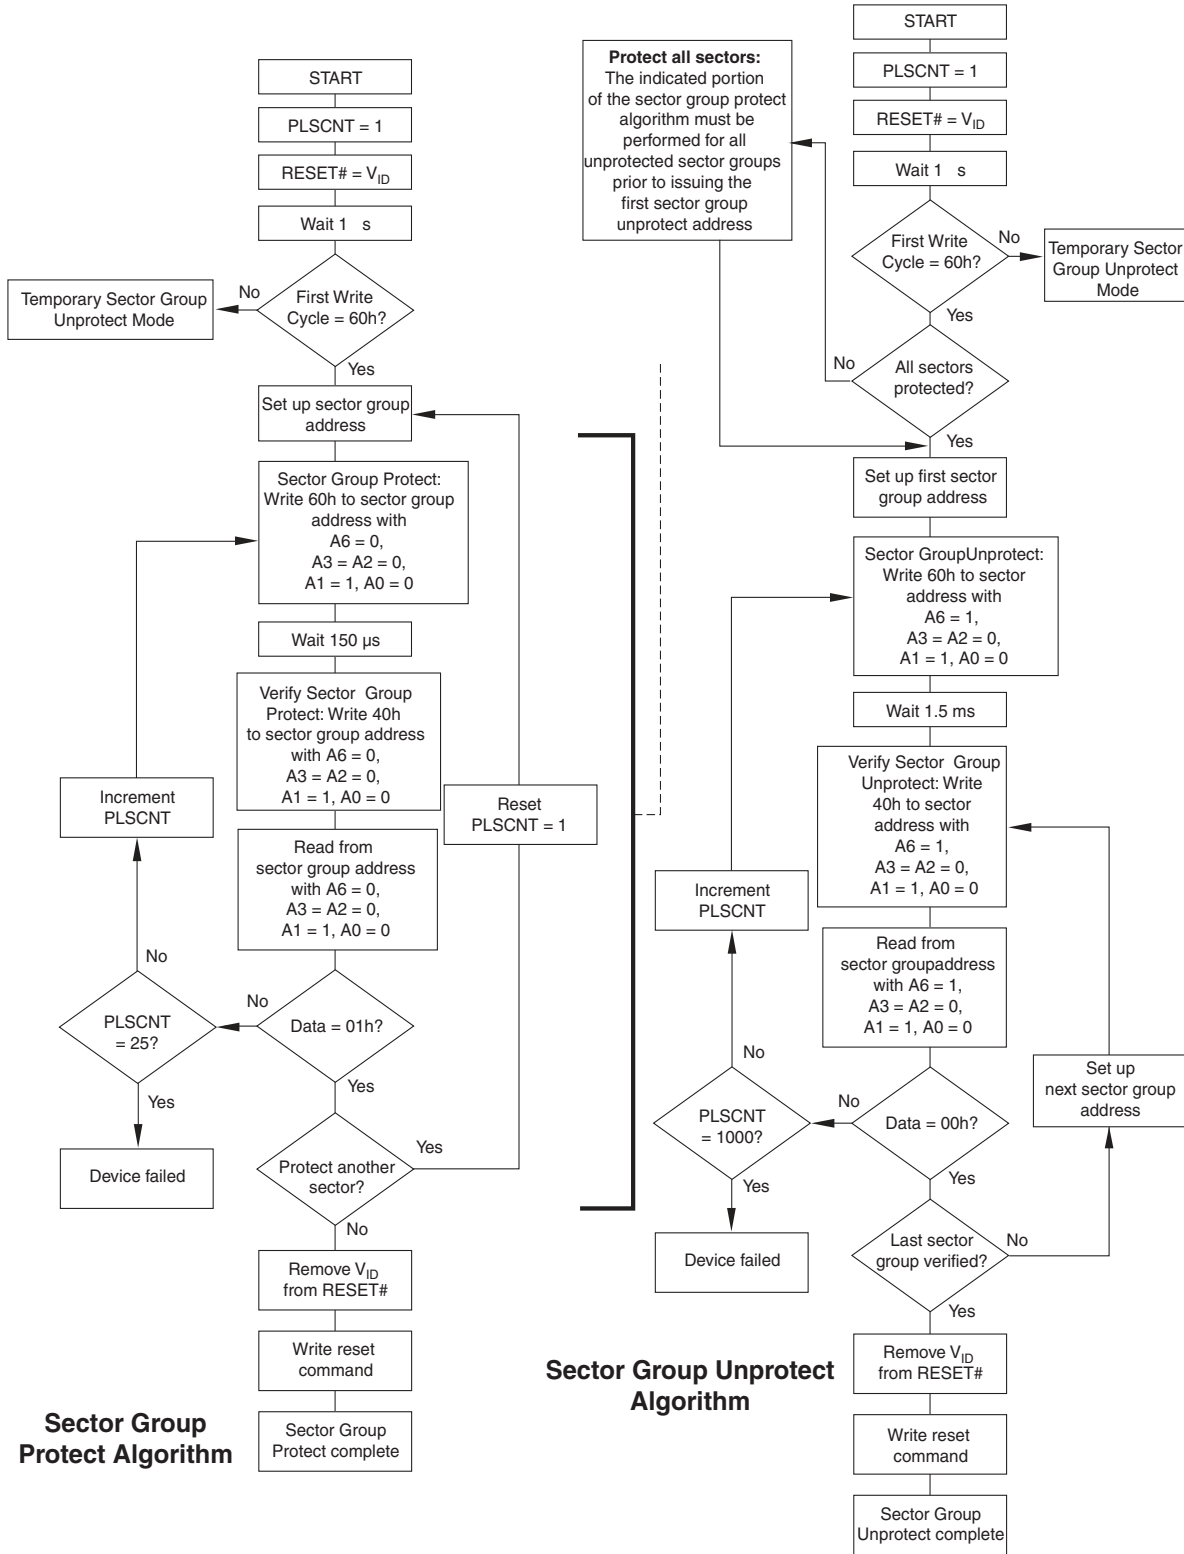 START
PLSCNT = 1
RESET# = VID
Wait 1 s
First Write
Cycle = 60h?
No
Temporary Sector Group
Unprotect Mode
Yes
Set up sector group
address
Sector Group Protect:
Write 60h to sector group
address with
A6 = 0,
A3 = A2 = 0,
A1 = 1, A0 = 0
Wait 150 µs
Verify Sector Group
Protect: Write 40h
to sector group address
with A6 = 0,
A3 = A2 = 0,
A1 = 1, A0 = 0
Increment
PLSCNT
Reset
PLSCNT = 1
Read from
sector group address
with A6 = 0,
A3 = A2 = 0,
A1 = 1, A0 = 0
No
No
PLSCNT
= 25?
Data = 01h?
Yes
Yes
Device failed
Protect another
sector?
Yes
No
Remove VID
from RESET#
Write reset
command
Sector Group
Protect complete
Sector Group
Protect Algorithm
START
PLSCNT = 1
RESET# = VID
Wait 1 s
Protect all sectors:
The indicated portion
of the sector group protect
algorithm must be
performed for all
unprotected sector groups
prior to issuing the
first sector group
unprotect address
First Write
Cycle = 60h?
No
Temporary Sector
Group Unprotect
Mode
Yes
No
All sectors
protected?
Yes
Set up first sector
group address
Sector GroupUnprotect:
Write 60h to sector
address with
A6 = 1,
A3 = A2 = 0,
A1 = 1, A0 = 0
Wait 1.5 ms
Verify Sector Group
Unprotect: Write
40h to sector
address with
A6 = 1,
A3 = A2 = 0,
A1 = 1, A0 = 0
Increment
PLSCNT
Read from
sector groupaddress
with A6 = 1,
A3 = A2 = 0,
A1 = 1, A0 = 0
No
No
PLSCNT
= 1000?
Data = 00h?
Set up
next sector group
address
Yes
Yes
Device failed
Last sector
group verified?
No
Yes
Remove VID
from RESET#
Write reset
command
Sector Group
Unprotect complete
Sector Group Unprotect
Algorithm